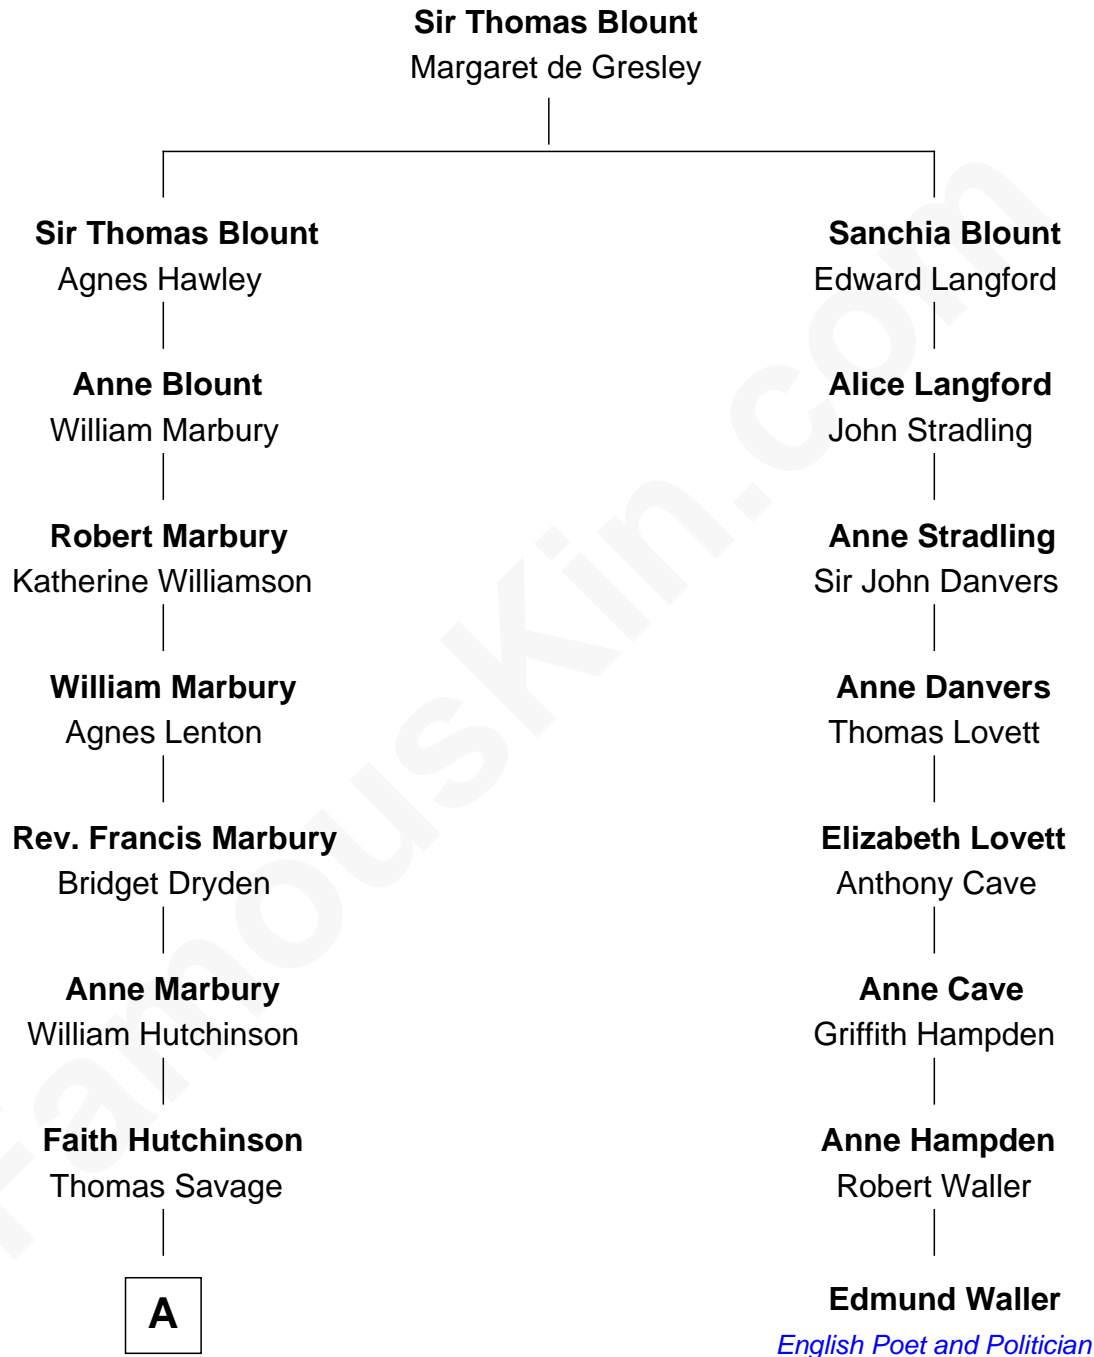 Sir Thomas Blount
Margaret de Gresley
Sir Thomas Blount
Agnes Hawley
Sanchia Blount
Edward Langford
Anne Blount
William Marbury
Alice Langford
John Stradling
Robert Marbury
Katherine Williamson
Anne Stradling
Sir John Danvers
William Marbury
Agnes Lenton
Anne Danvers
Thomas Lovett
Rev. Francis Marbury
Bridget Dryden
Elizabeth Lovett
Anthony Cave
Anne Marbury
William Hutchinson
Anne Cave
Griffith Hampden
Faith Hutchinson
Thomas Savage
Anne Hampden
Robert Waller
A
Edmund Waller
English Poet and Politician
FamousKin.com